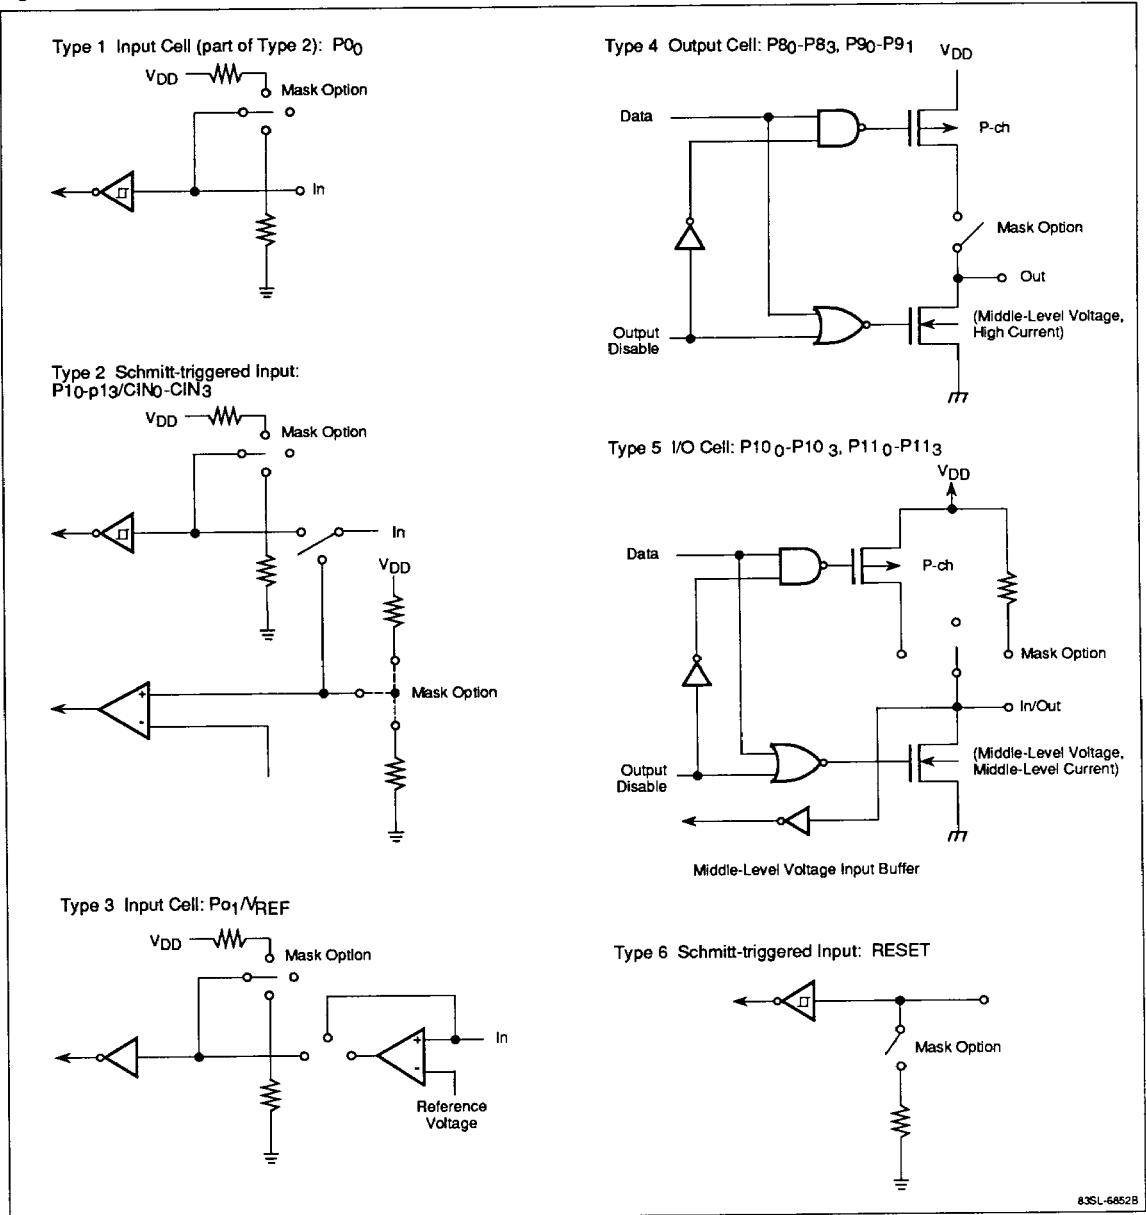 Type 1 Input Cell (part of Type 2): P00
VDD
Mask Option
In
Type 2 Schmitt-triggered Input:
P10-p13/CIN0-CIN3
VDD
Mask Option
In
VDD
+
-
Mask Option
Type 3 Input Cell: Po1/VREF
VDD
Mask Option
+
-
In
Reference
Voltage
Type 4 Output Cell: P80-P83, P90-P91
VDD
Data
P-ch
Mask Option
Out
Output
Disable
(Middle-Level Voltage,
High Current)
Type 5 I/O Cell: P100-P103, P110-P113
VDD
Data
P-ch
Mask Option
In/Out
Output
Disable
(Middle-Level Voltage,
Middle-Level Current)
Middle-Level Voltage Input Buffer
Type 6 Schmitt-triggered Input: RESET
Mask Option
83SL-6852B